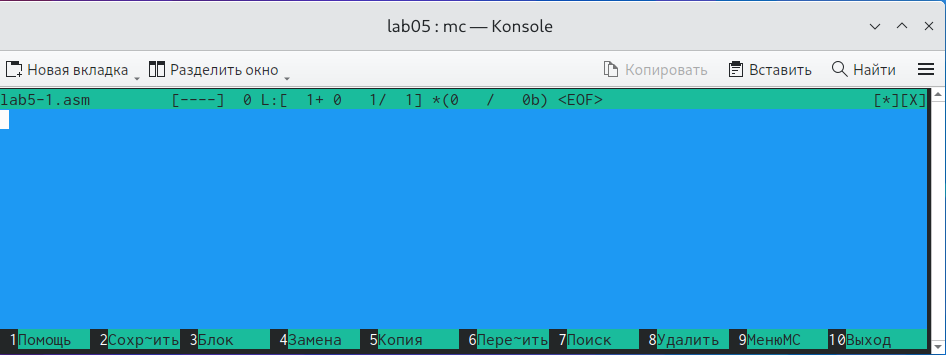 lab05 : mc — Konsole
Новая вкладка Разделить окно Копировать Вставить Найти
lab5-1.asm [----] 0 L:[ 1+ 0 1/ 1] *(0 / 0b) <EOF> [*][X]
1Помощь 2Сохр~ить 3Блок 4Замена 5Копия 6Пере~ить 7Поиск 8Удалить 9МенюMC 10Выход